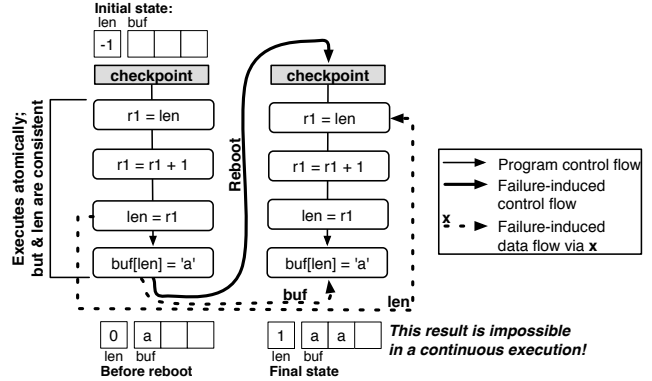 Initial state:
len buf
-1
checkpoint
checkpoint
Executes atomically;
but & len are consistent
r1 = len
r1 = r1 + 1
len = r1
buf[len] = 'a'
Reboot
r1 = len
r1 = r1 + 1
len = r1
buf[len] = 'a'
Program control flow
Failure-induced
control flow
x
Failure-induced
data flow via x
buf
len
0 a
len buf
Before reboot
1 a a
len buf
Final state
This result is impossible
in a continuous execution!